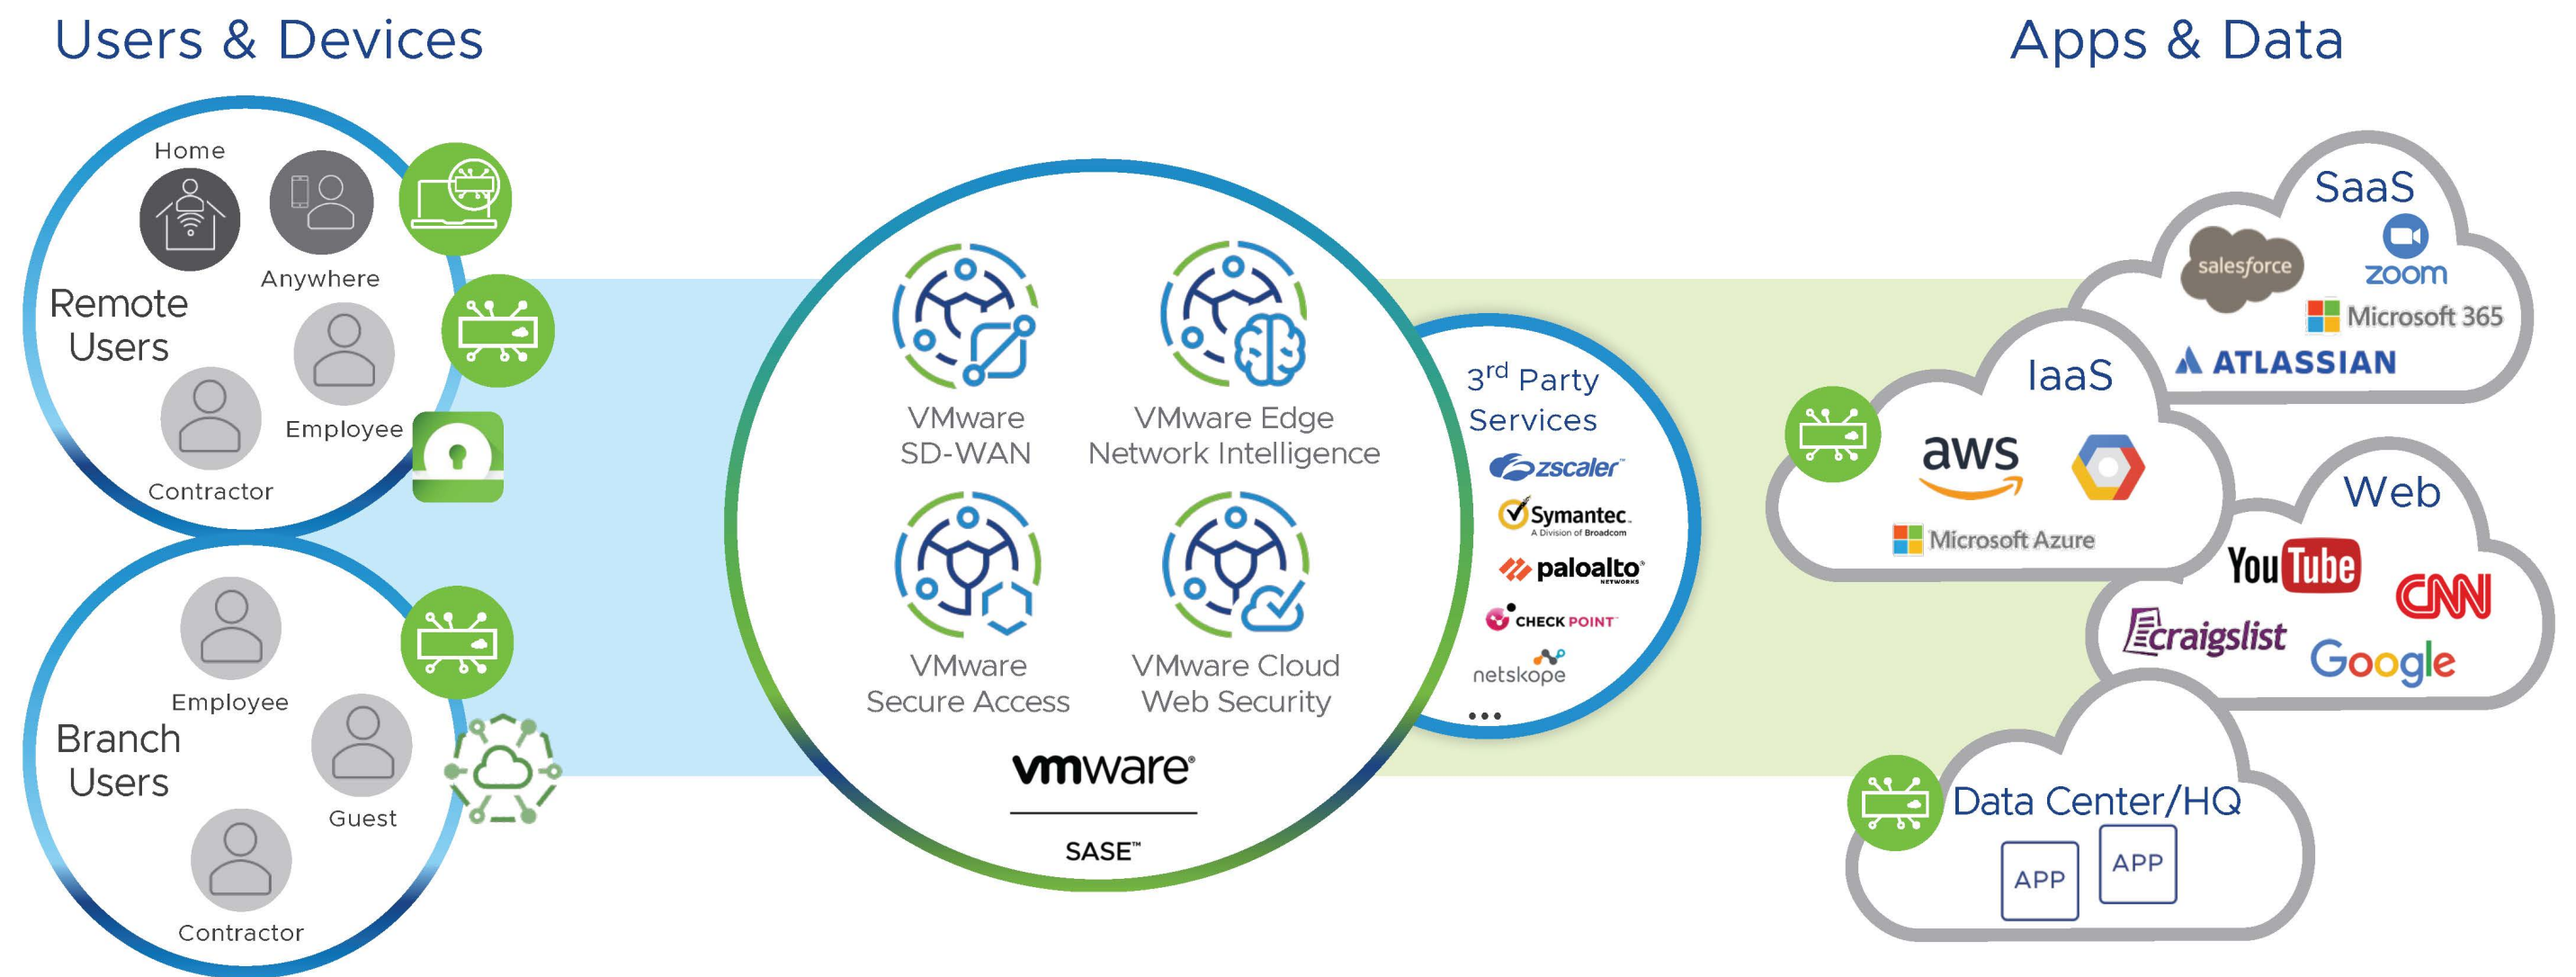 Users & Devices
Apps & Data
Home
Anywhere
Remote
Users
Employee
Contractor
Employee
Branch
Users
Guest
Contractor
VMware
SD-WAN
VMware Edge
Network Intelligence
VMware
Secure Access
VMware Cloud
Web Security
vmware®
SASE™
3rd Party
Services
zscaler™
Symantec™
A Division of Broadcom
paloalto®
NETWORKS
CHECK POINT™
netskope
...
SaaS
salesforce
zoom
Microsoft 365
ATLASSIAN
IaaS
aws
Microsoft Azure
Web
YouTube
CNN
craigslist
Google
Data Center/HQ
APP
APP